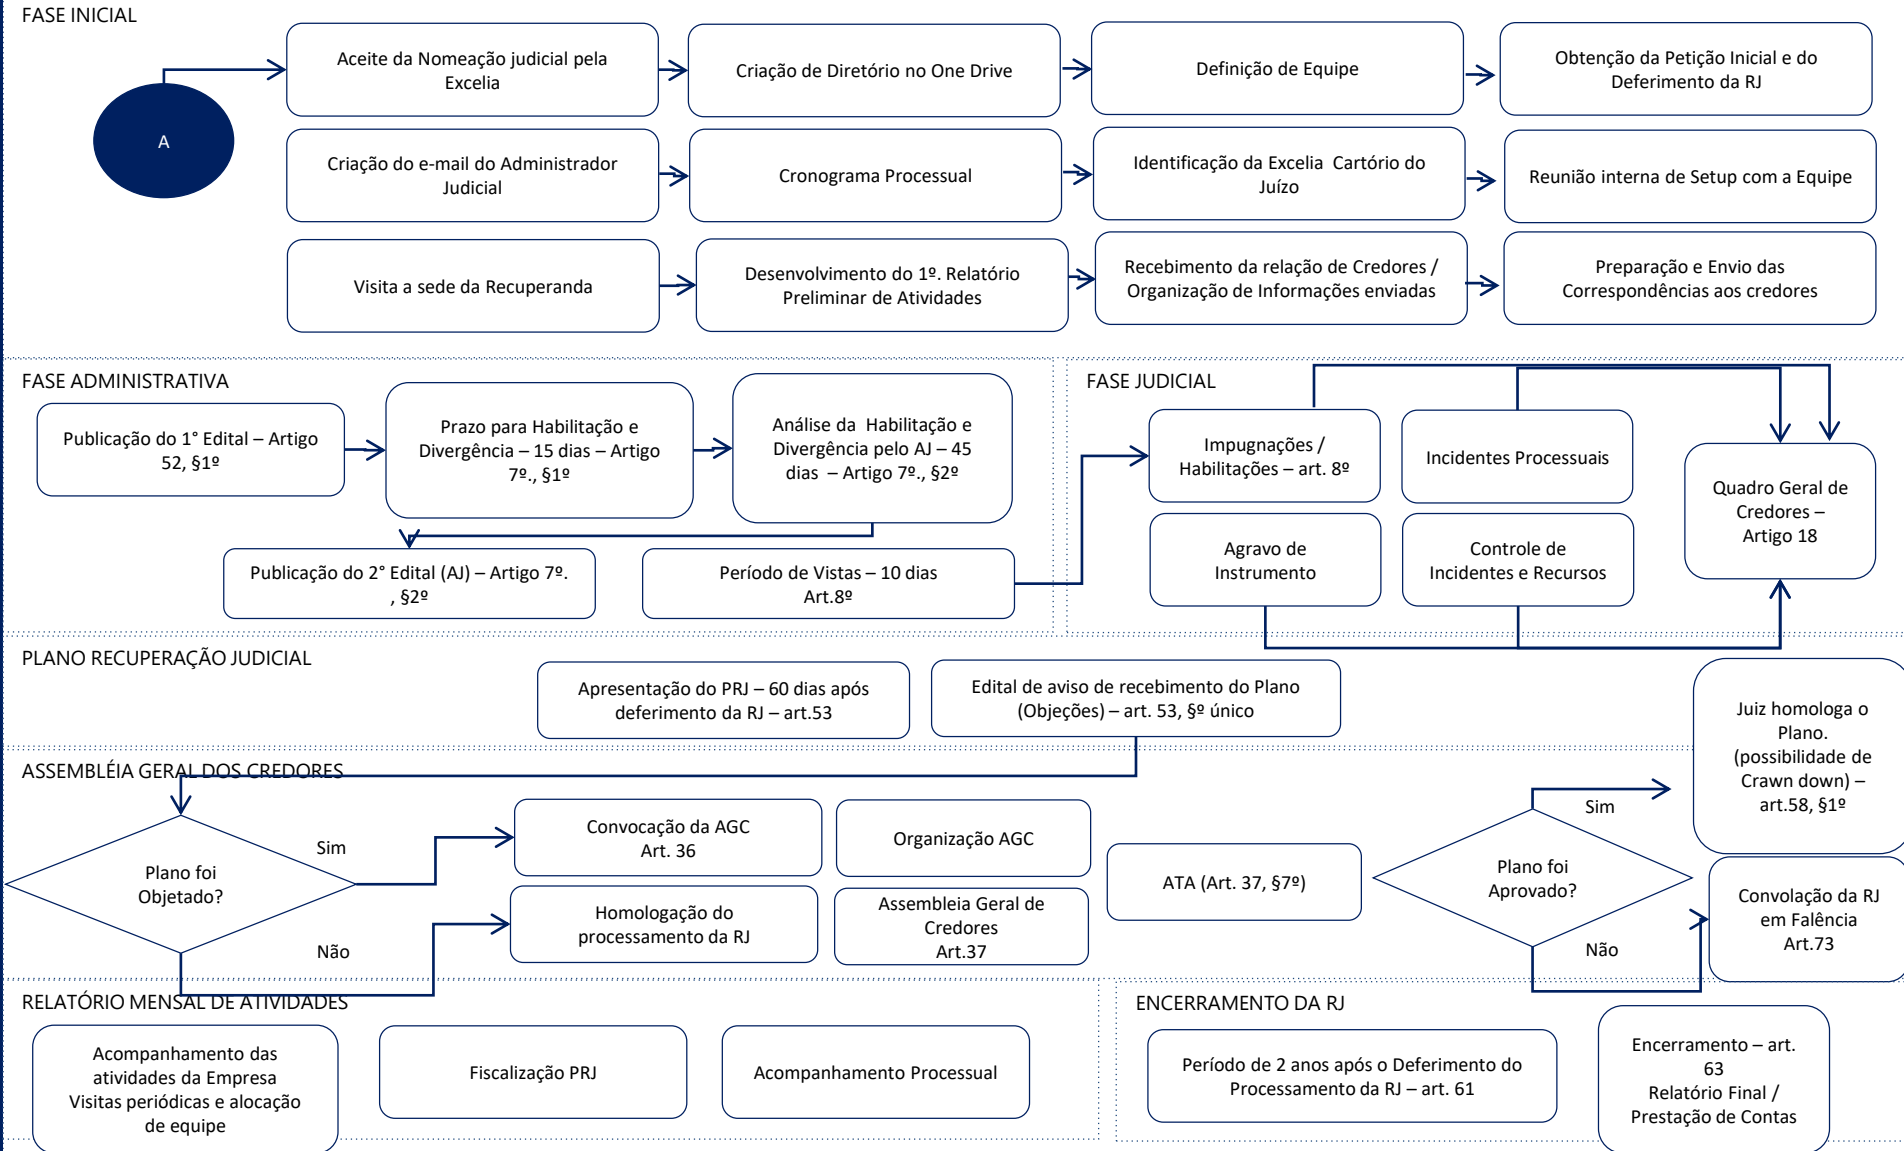 FASE INICIAL
Aceite da Nomeação judicial pela
Excelia
Criação de Diretório no One Drive
Definição de Equipe
Obtenção da Petição Inicial e do
Deferimento da RJ
A
Criação do e-mail do Administrador
Judicial
Cronograma Processual
Identificação da Excelia Cartório do
Juízo
Reunião interna de Setup com a Equipe
Visita a sede da Recuperanda
Desenvolvimento do 1º. Relatório
Preliminar de Atividades
Recebimento da relação de Credores /
Organização de Informações enviadas
Preparação e Envio das
Correspondências aos credores
FASE ADMINISTRATIVA
Publicação do 1° Edital – Artigo
52, §1º
Prazo para Habilitação e
Divergência – 15 dias – Artigo
7º., §1º
Análise da Habilitação e
Divergência pelo AJ – 45
dias – Artigo 7º., §2º
Publicação do 2° Edital (AJ) – Artigo 7º.
, §2º
Período de Vistas – 10 dias
Art.8º
FASE JUDICIAL
Impugnações /
Habilitações – art. 8º
Incidentes Processuais
Agravo de
Instrumento
Controle de
Incidentes e Recursos
Quadro Geral de
Credores –
Artigo 18
PLANO RECUPERAÇÃO JUDICIAL
Apresentação do PRJ – 60 dias após
deferimento da RJ – art.53
Edital de aviso de recebimento do Plano
(Objeções) – art. 53, §º único
Juiz homologa o
Plano.
(possibilidade de
Crawn down) –
art.58, §1º
ASSEMBLÉIA GERAL DOS CREDORES
Plano foi
Objetado?
Sim
Não
Convocação da AGC
Art. 36
Organização AGC
Homologação do
processamento da RJ
Assembleia Geral de
Credores
Art.37
ATA (Art. 37, §7º)
Plano foi
Aprovado?
Sim
Não
Convolação da RJ
em Falência
Art.73
RELATÓRIO MENSAL DE ATIVIDADES
Acompanhamento das
atividades da Empresa
Visitas periódicas e alocação
de equipe
Fiscalização PRJ
Acompanhamento Processual
ENCERRAMENTO DA RJ
Período de 2 anos após o Deferimento do
Processamento da RJ – art. 61
Encerramento – art.
63
Relatório Final /
Prestação de Contas